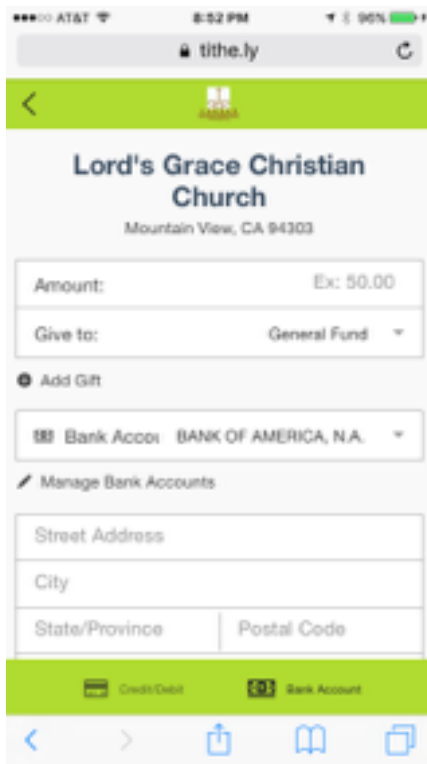 AT&T 8:52 PM 96%
tithe.ly
Lord's Grace Christian
Church
Mountain View, CA 94303
Amount: Ex: 50.00
Give to: General Fund
Add Gift
Bank Accou BANK OF AMERICA, N.A.
Manage Bank Accounts
Street Address
City
State/Province Postal Code
Credit/Debit Bank Account